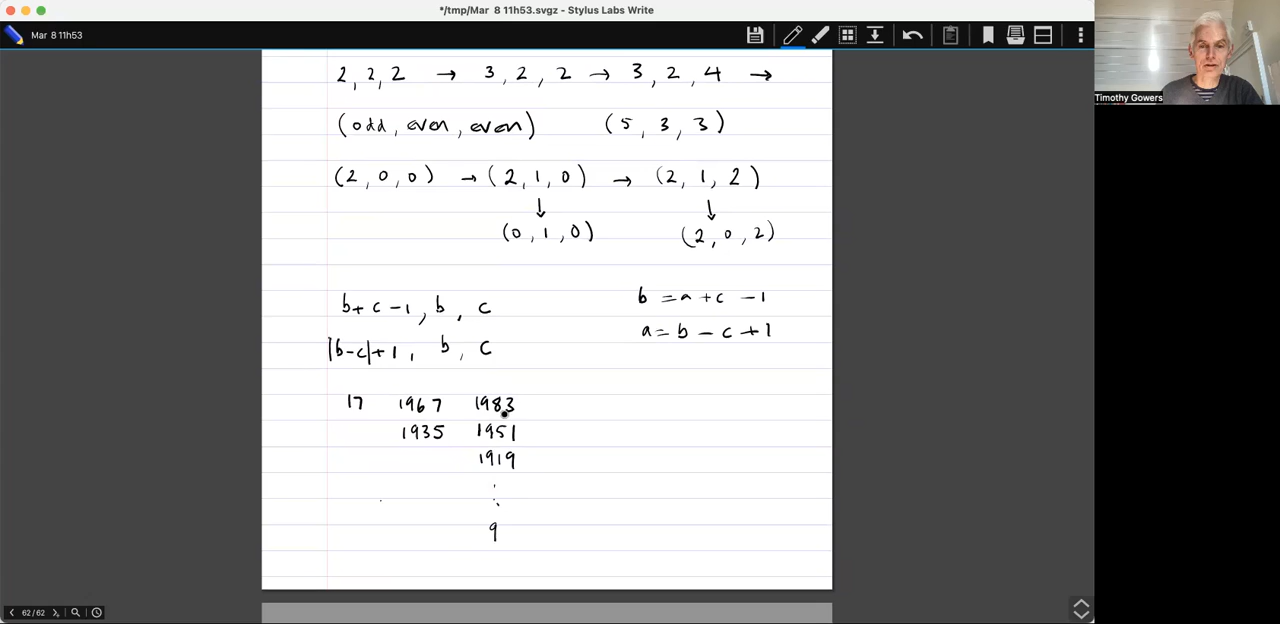 */tmp/Mar 8 11h53.svgz - Stylus Labs Write
Mar 8 11h53
Timothy Gowers
2, 2, 2 → 3, 2, 2 → 3, 2, 4 →
(odd, even, even) (5, 3, 3)
(2, 0, 0) → (2, 1, 0) → (2, 1, 2)
↓ ↓
(0, 1, 0) (2, 0, 2)
b+c-1, b, c b = a + c - 1
a = b - c + 1
|b-c|+1, b, c
17 1967 1983
1935 1951
1919
⋮
9
62/62